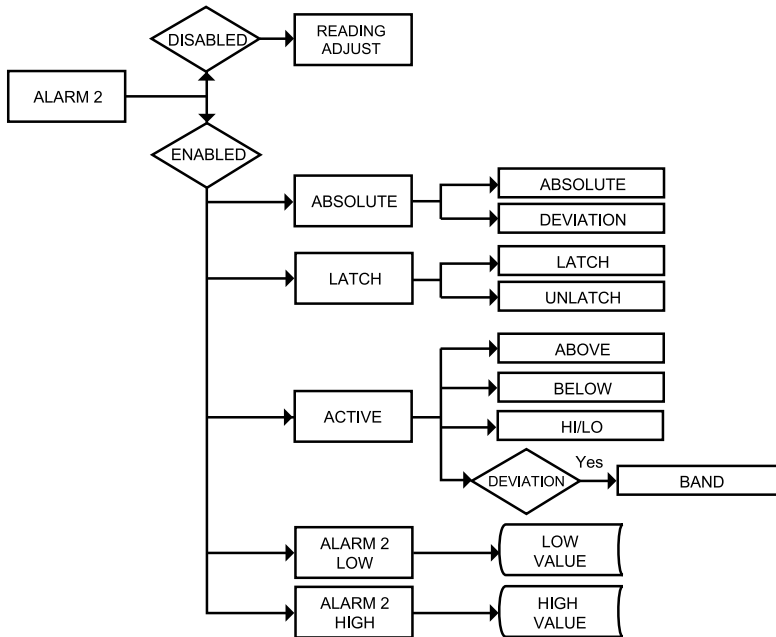 DISABLED
READING
ADJUST
ALARM 2
ENABLED
ABSOLUTE
ABSOLUTE
DEVIATION
LATCH
LATCH
UNLATCH
ACTIVE
ABOVE
BELOW
HI/LO
DEVIATION
Yes
BAND
ALARM 2
LOW
LOW
VALUE
ALARM 2
HIGH
HIGH
VALUE